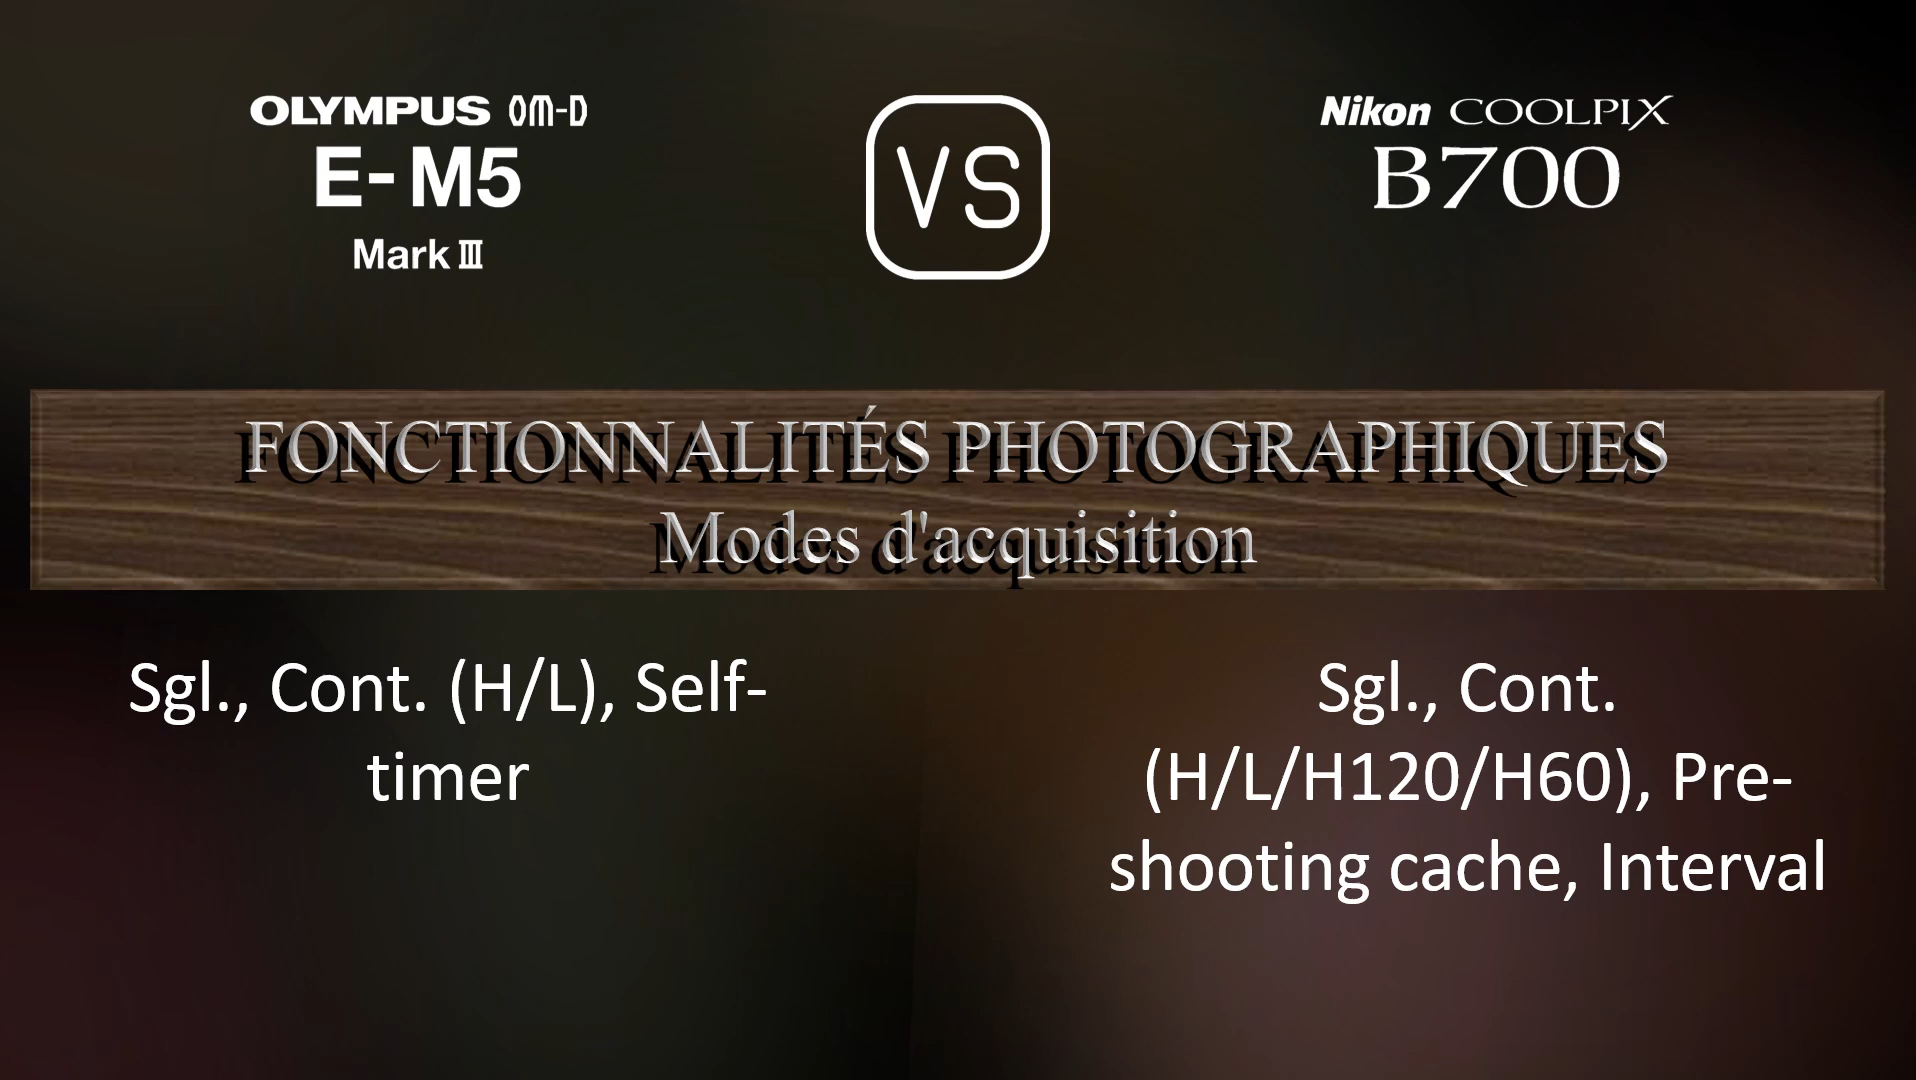 OLYMPUS OM-D
E-M5
Mark III
VS
Nikon COOLPIX
B700
FONCTIONNALITÉS PHOTOGRAPHIQUES
Modes d'acquisition
Sgl., Cont. (H/L), Self-
timer
Sgl., Cont.
(H/L/H120/H60), Pre-
shooting cache, Interval